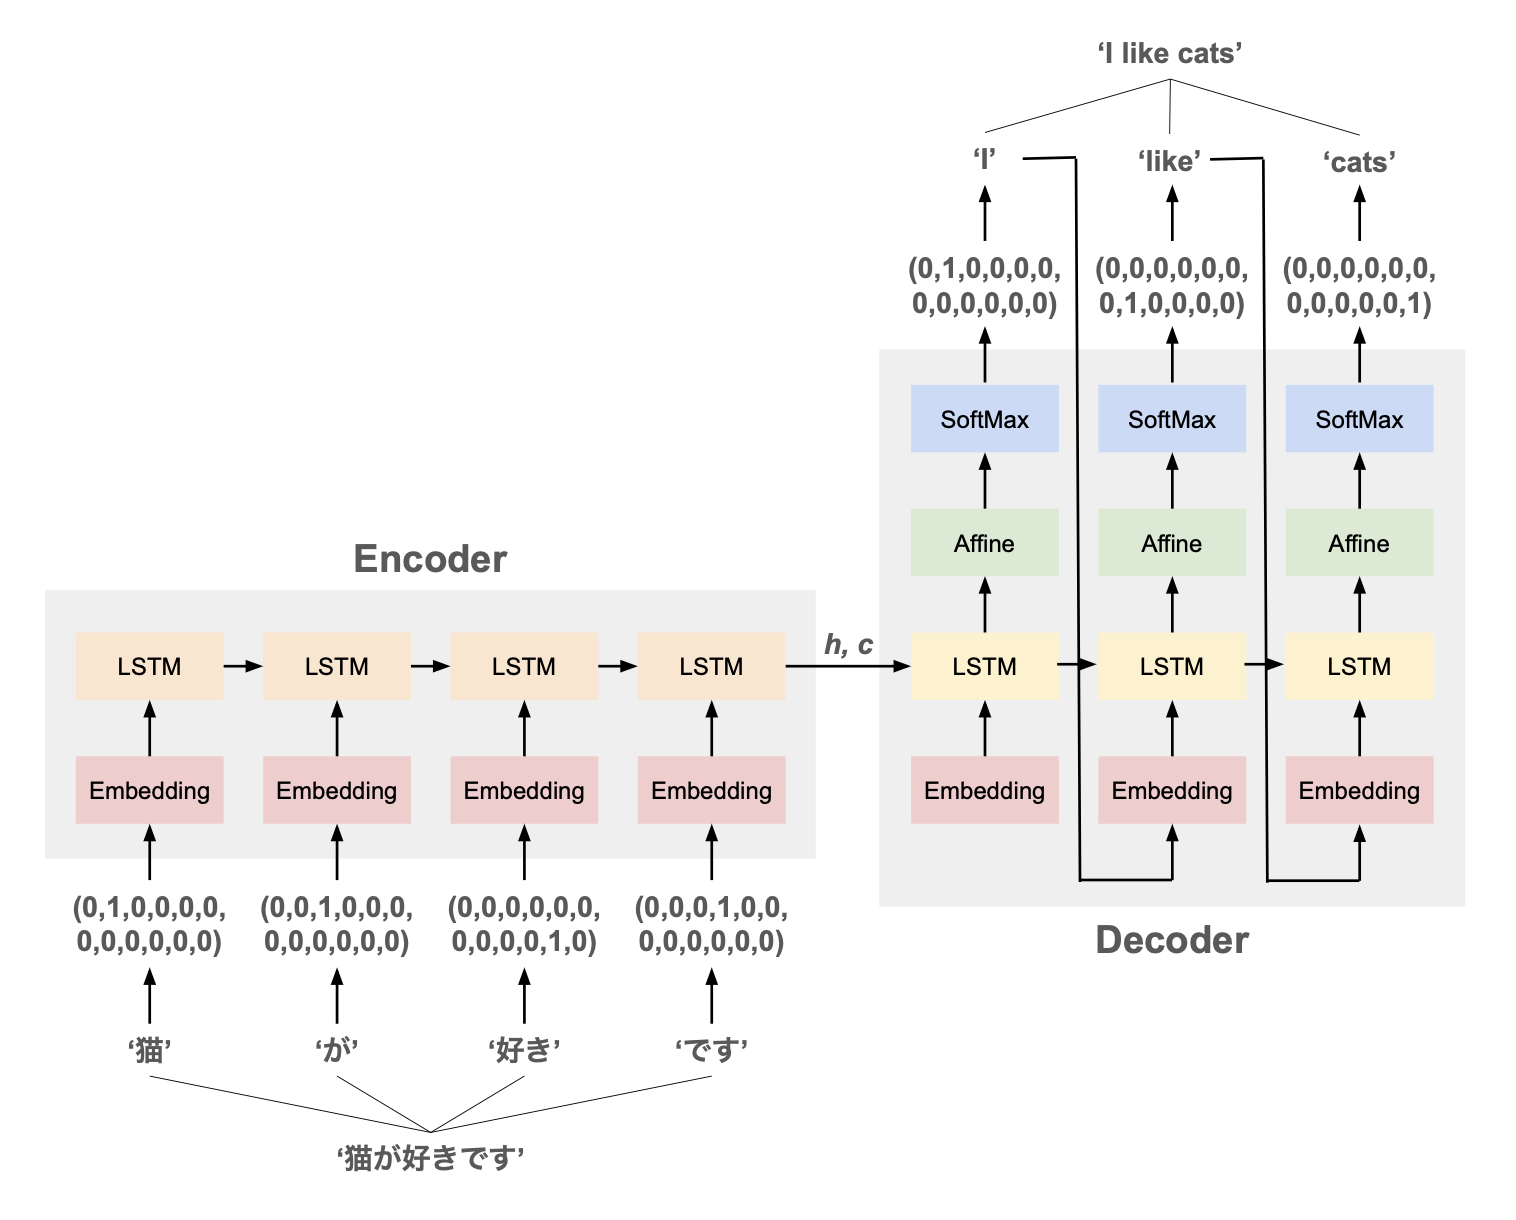 ‘I like cats’
‘I’
‘like’
‘cats’
(0,1,0,0,0,0,
0,0,0,0,0,0)
(0,0,0,0,0,0,
0,1,0,0,0,0)
(0,0,0,0,0,0,
0,0,0,0,0,1)
SoftMax
SoftMax
SoftMax
Affine
Affine
Affine
Encoder
LSTM
LSTM
LSTM
LSTM
h, c
LSTM
LSTM
LSTM
Embedding
Embedding
Embedding
Embedding
Embedding
Embedding
Embedding
Decoder
(0,1,0,0,0,0,
0,0,0,0,0,0)
(0,0,1,0,0,0,
0,0,0,0,0,0)
(0,0,0,0,0,0,
0,0,0,0,1,0)
(0,0,0,1,0,0,
0,0,0,0,0,0)
‘猫’
‘が’
‘好き’
‘です’
‘猫が好きです’